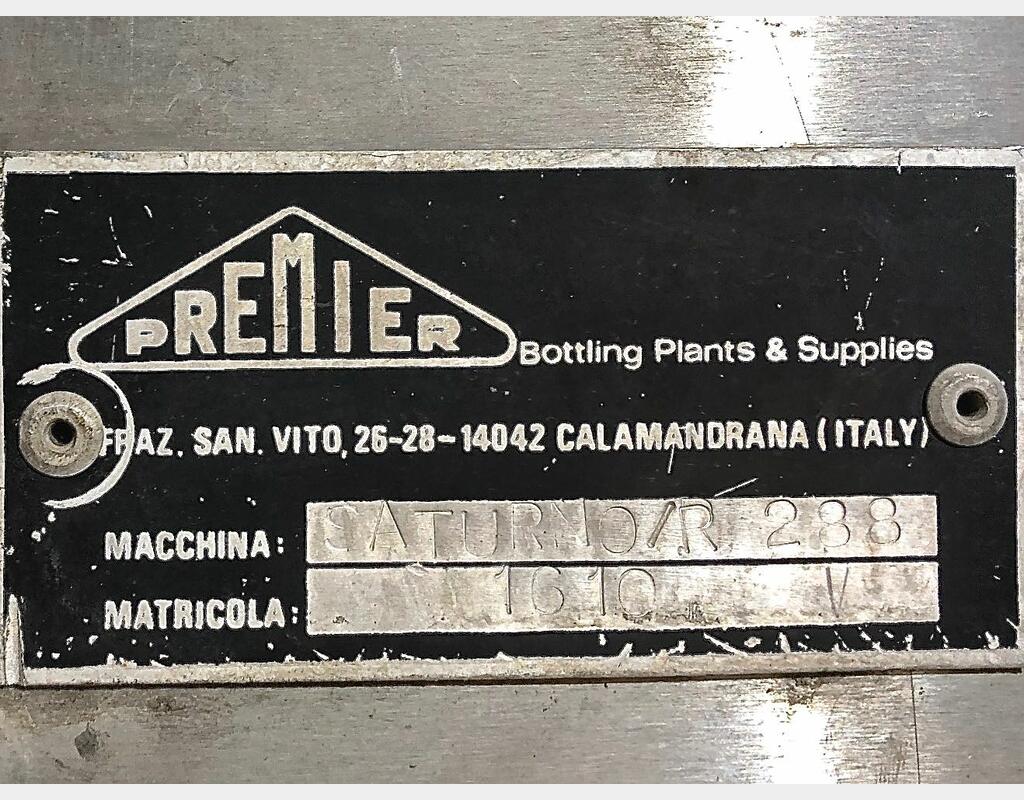 PREMIER
Bottling Plants & Supplies
FRAZ. SAN. VITO, 26-28-14042 CALAMANDRANA (ITALY)
MACCHINA: SATURNO/R 288
MATRICOLA: 1610 V